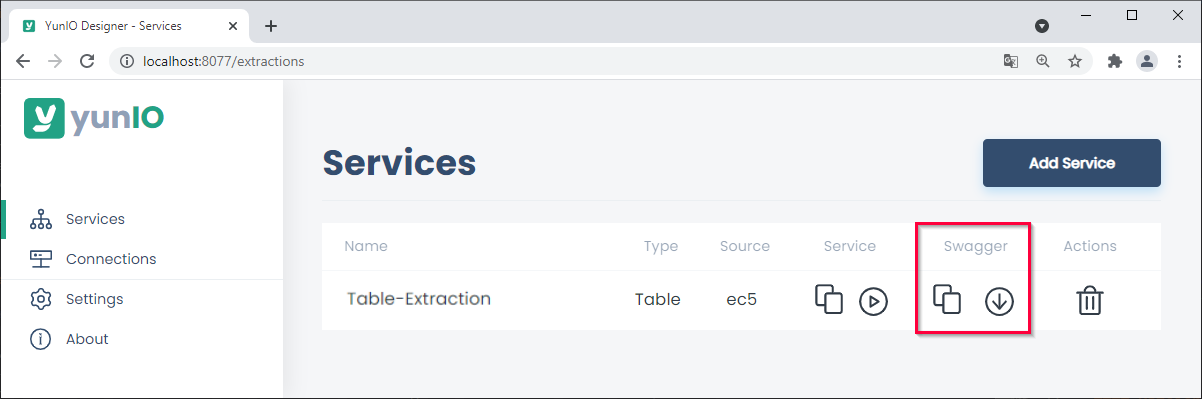 YunIO Designer - Services
localhost:8077/extractions
yunIO
Services
Connections
Settings
About
Services
Add Service
Name Type Source Service Swagger Actions
Table-Extraction Table ec5